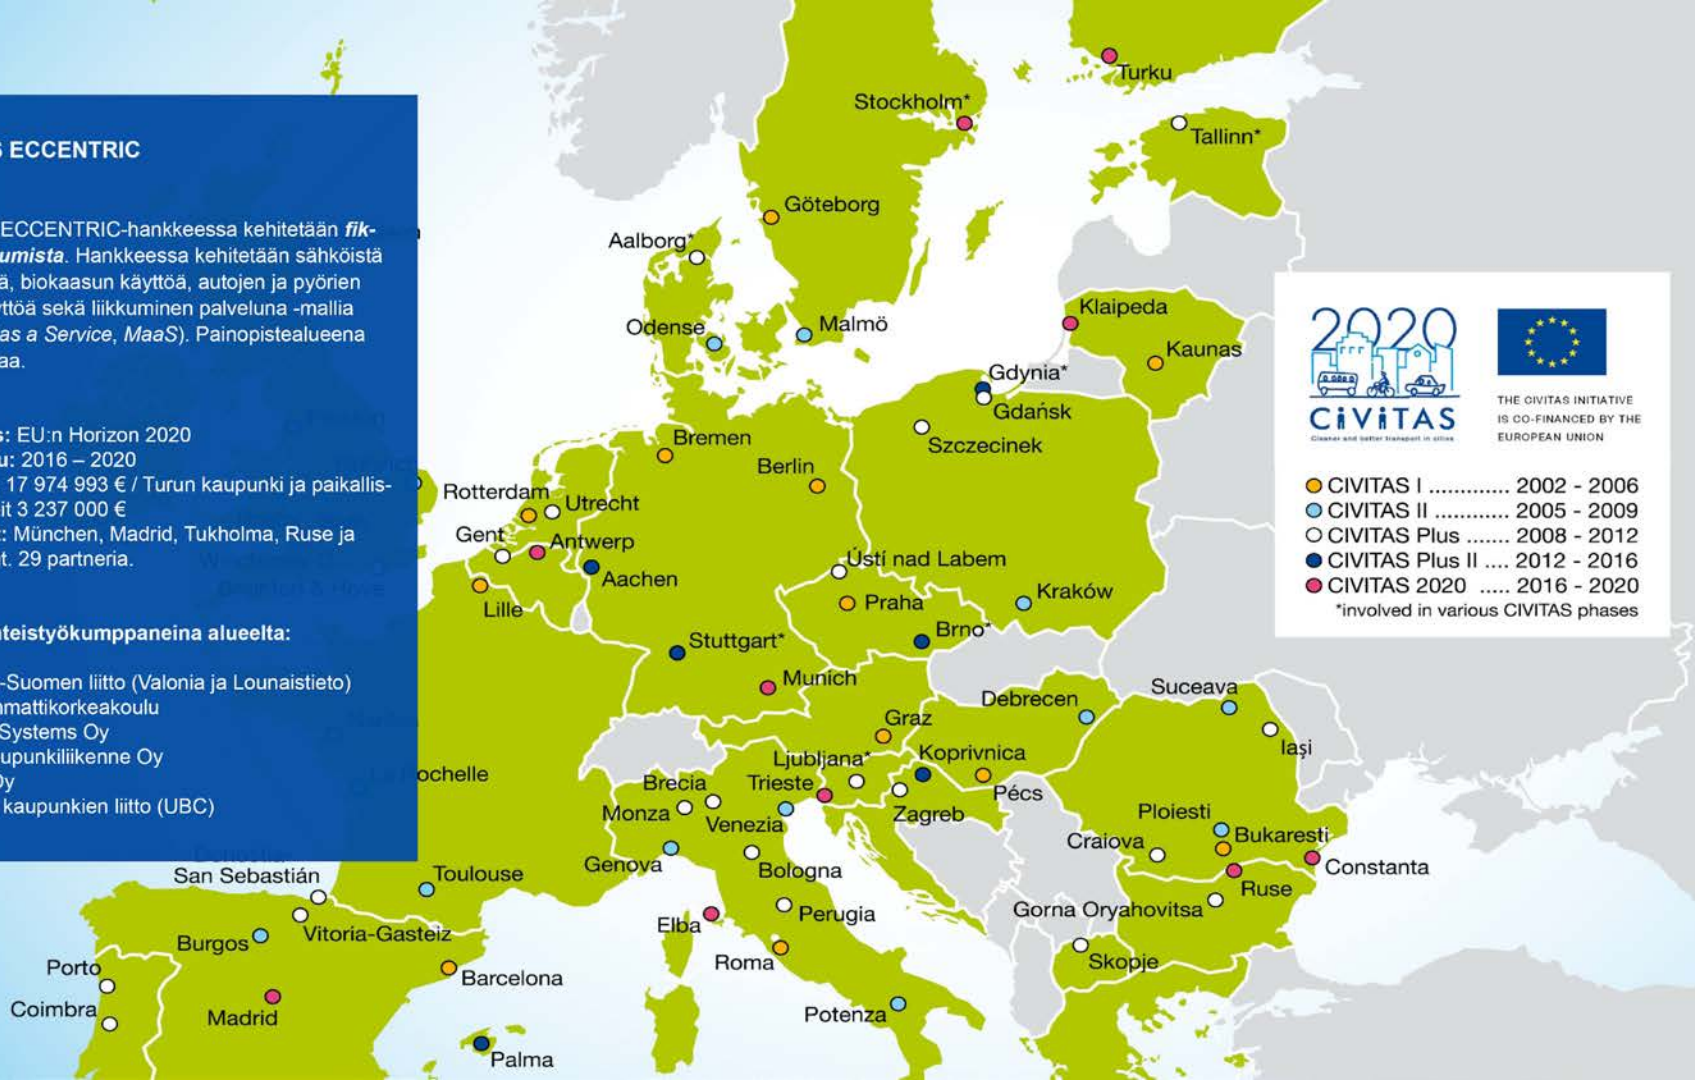 S ECCENTRIC
ECCENTRIC-hankkeessa kehitetään fik-
umista. Hankkeessa kehitetään sähköistä
ä, biokaasun käyttöä, autojen ja pyörien
ttöä sekä liikkuminen palveluna -mallia
as a Service, MaaS). Painopistealueena
aa.
s: EU:n Horizon 2020
u: 2016 – 2020
17 974 993 € / Turun kaupunki ja paikallis-
it 3 237 000 €
: München, Madrid, Tukholma, Ruse ja
t. 29 partneria.
nteistyökumppaneina alueelta:
-Suomen liitto (Valonia ja Lounaistieto)
mmattikorkeakoulu
Systems Oy
upunkiliikenne Oy
Oy
kaupunkien liitto (UBC)
Turku
Stockholm*
Tallinn*
Göteborg
Aalborg*
Klaipeda
Odense
Malmö
Kaunas
Gdynia*
Gdańsk
Szczecinek
Bremen
Berlin
Rotterdam
Utrecht
Gent
Antwerp
Aachen
Lille
Ústí nad Labem
Praha
Kraków
Brno*
Stuttgart*
Munich
Debrecen
Suceava
Graz
Iaşi
Ljubljana*
Koprivnica
La Rochelle
Brecia
Trieste
Pécs
Monza
Venezia
Zagreb
Ploiesti
Craiova
Bukaresti
Genova
Bologna
Constanta
Donostia-
San Sebastián
Toulouse
Ruse
Elba
Perugia
Gorna Oryahovitsa
Burgos
Vitoria-Gasteiz
Roma
Skopje
Porto
Barcelona
Coimbra
Madrid
Potenza
Palma
2020
CiViTAS
Cleaner and better transport in cities
THE CIVITAS INITIATIVE
IS CO-FINANCED BY THE
EUROPEAN UNION
CIVITAS I ............. 2002 - 2006
CIVITAS II ............ 2005 - 2009
CIVITAS Plus ....... 2008 - 2012
CIVITAS Plus II .... 2012 - 2016
CIVITAS 2020 ..... 2016 - 2020
*involved in various CIVITAS phases